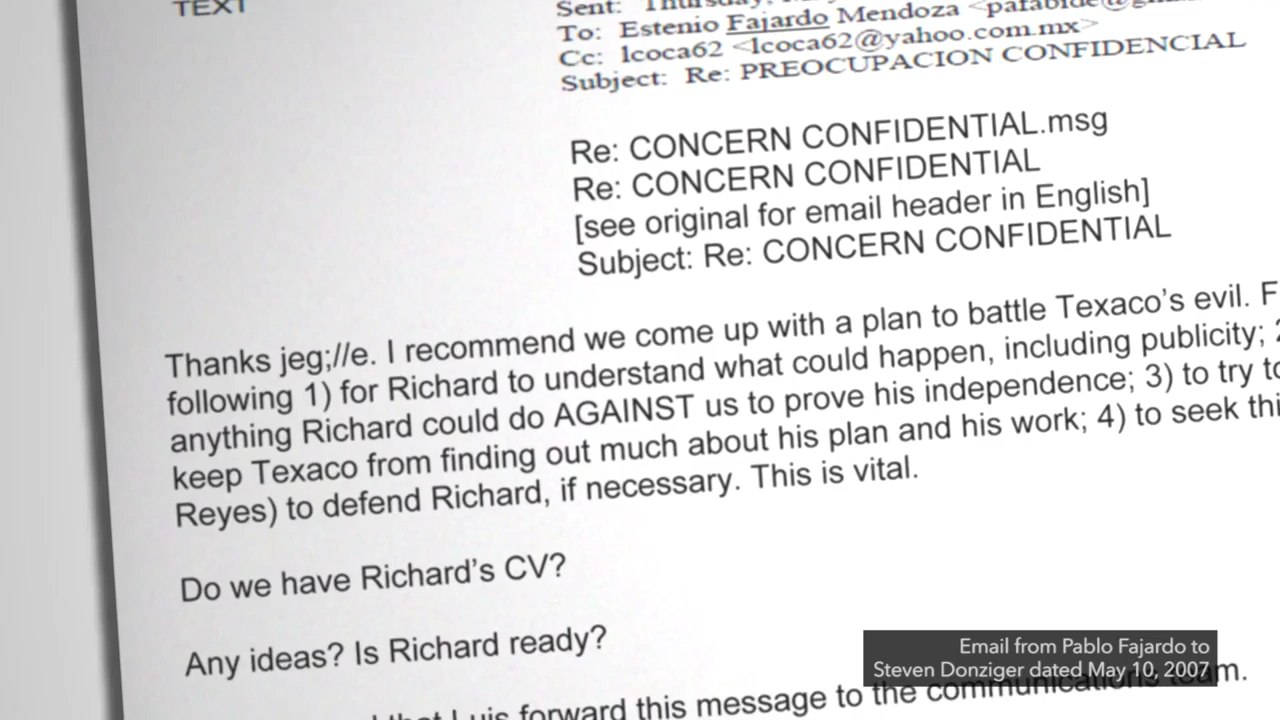 TEXT
Sent: Thursday,
To: Estenio Fajardo Mendoza <pafabide@
Cc: lcoca62 <lcoca62@yahoo.com.mx>
Subject: Re: PREOCUPACION CONFIDENCIAL
Re: CONCERN CONFIDENTIAL.msg
Re: CONCERN CONFIDENTIAL
[see original for email header in English]
Subject: Re: CONCERN CONFIDENTIAL
Thanks jeg;//e. I recommend we come up with a plan to battle Texaco's evil. F
following 1) for Richard to understand what could happen, including publicity; 2
anything Richard could do AGAINST us to prove his independence; 3) to try to
keep Texaco from finding out much about his plan and his work; 4) to seek thi
Reyes) to defend Richard, if necessary. This is vital.
Do we have Richard's CV?
Any ideas? Is Richard ready?
that Luis forward this message to the communications team.
Email from Pablo Fajardo to
Steven Donziger dated May 10, 2007